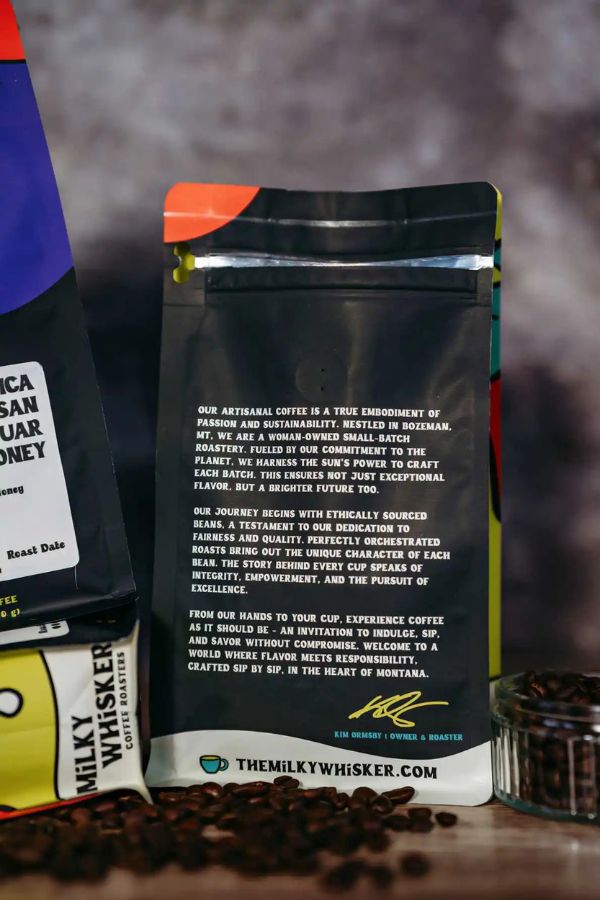 OUR ARTISANAL COFFEE IS A TRUE EMBODIMENT OF
PASSION AND SUSTAINABILITY. NESTLED IN BOZEMAN,
MT, WE ARE A WOMAN-OWNED SMALL-BATCH
ROASTERY. FUELED BY OUR COMMITMENT TO THE
PLANET, WE HARNESS THE SUN'S POWER TO CRAFT
EACH BATCH. THIS ENSURES NOT JUST EXCEPTIONAL
FLAVOR, BUT A BRIGHTER FUTURE TOO.
OUR JOURNEY BEGINS WITH ETHICALLY SOURCED
BEANS, A TESTAMENT TO OUR DEDICATION TO
FAIRNESS AND QUALITY. PERFECTLY ORCHESTRATED
ROASTS BRING OUT THE UNIQUE CHARACTER OF EACH
BEAN. THE STORY BEHIND EVERY CUP SPEAKS OF
INTEGRITY, EMPOWERMENT, AND THE PURSUIT OF
EXCELLENCE.
FROM OUR HANDS TO YOUR CUP, EXPERIENCE COFFEE
AS IT SHOULD BE - AN INVITATION TO INDULGE, SIP,
AND SAVOR WITHOUT COMPROMISE. WELCOME TO A
WORLD WHERE FLAVOR MEETS RESPONSIBILITY,
CRAFTED SIP BY SIP, IN THE HEART OF MONTANA.
KIM ORMSBY | OWNER & ROASTER
THEMiLKYWHiSKER.COM
Roast Date
MiLKY
WHiSKER
COFFEE ROASTERS